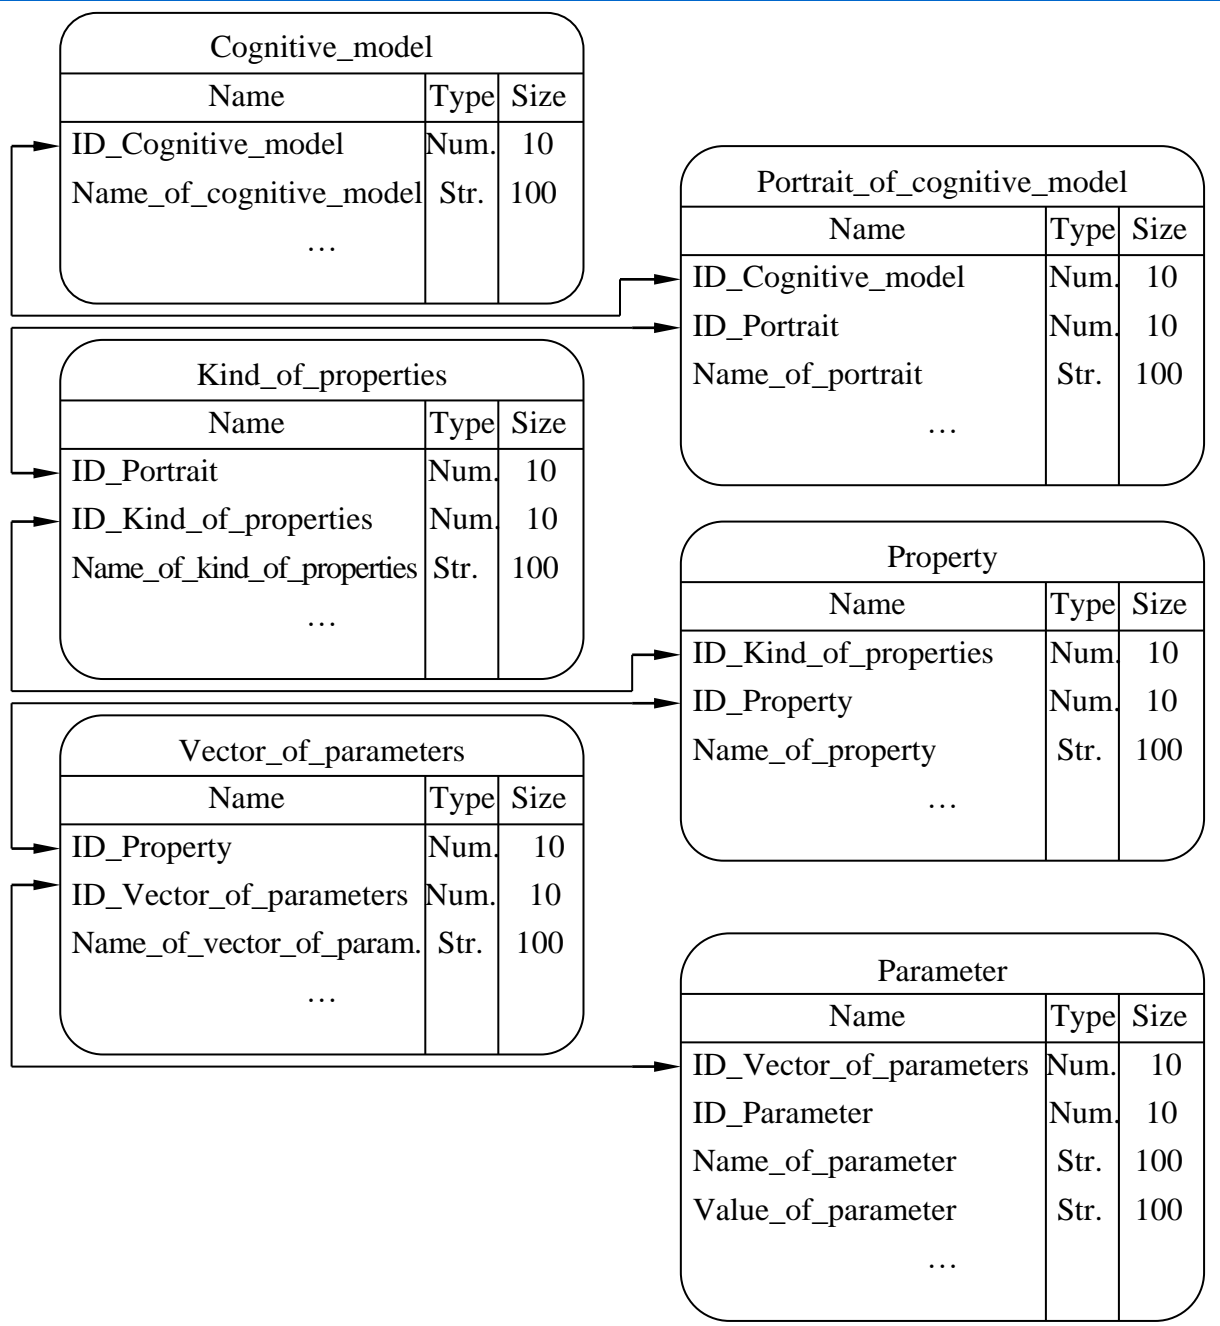 Cognitive_model
Name Type Size
ID_Cognitive_model Num. 10
Name_of_cognitive_model Str. 100
…
Portrait_of_cognitive_model
Name Type Size
ID_Cognitive_model Num. 10
ID_Portrait Num. 10
Name_of_portrait Str. 100
…
Kind_of_properties
Name Type Size
ID_Portrait Num. 10
ID_Kind_of_properties Num. 10
Name_of_kind_of_properties Str. 100
…
Property
Name Type Size
ID_Kind_of_properties Num. 10
ID_Property Num. 10
Name_of_property Str. 100
…
Vector_of_parameters
Name Type Size
ID_Property Num. 10
ID_Vector_of_parameters Num. 10
Name_of_vector_of_param. Str. 100
…
Parameter
Name Type Size
ID_Vector_of_parameters Num. 10
ID_Parameter Num. 10
Name_of_parameter Str. 100
Value_of_parameter Str. 100
…